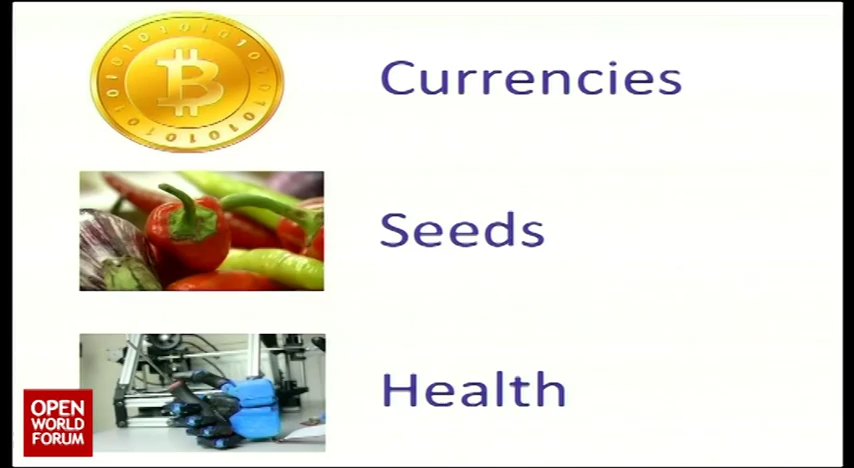 Currencies
Seeds
Health
OPEN
WORLD
FORUM